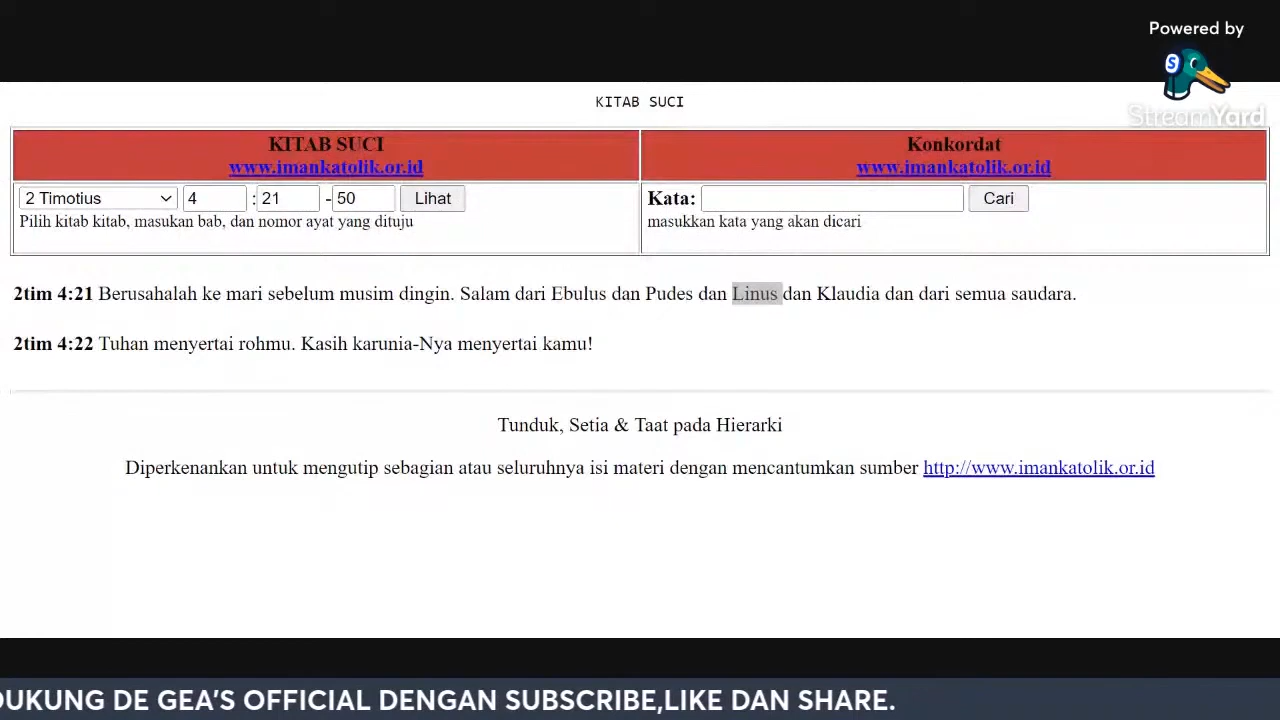 Powered by
S
StreamYard
KITAB SUCI
KITAB SUCI
www.imankatolik.or.id
Konkordat
www.imankatolik.or.id
2 Timotius 4 : 21 - 50 Lihat
Pilih kitab kitab, masukan bab, dan nomor ayat yang dituju
Kata: Cari
masukkan kata yang akan dicari
2tim 4:21 Berusahalah ke mari sebelum musim dingin. Salam dari Ebulus dan Pudes dan Linus dan Klaudia dan dari semua saudara.
2tim 4:22 Tuhan menyertai rohmu. Kasih karunia-Nya menyertai kamu!
Tunduk, Setia & Taat pada Hierarki
Diperkenankan untuk mengutip sebagian atau seluruhnya isi materi dengan mencantumkan sumber http://www.imankatolik.or.id
DUKUNG DE GEA'S OFFICIAL DENGAN SUBSCRIBE,LIKE DAN SHARE.